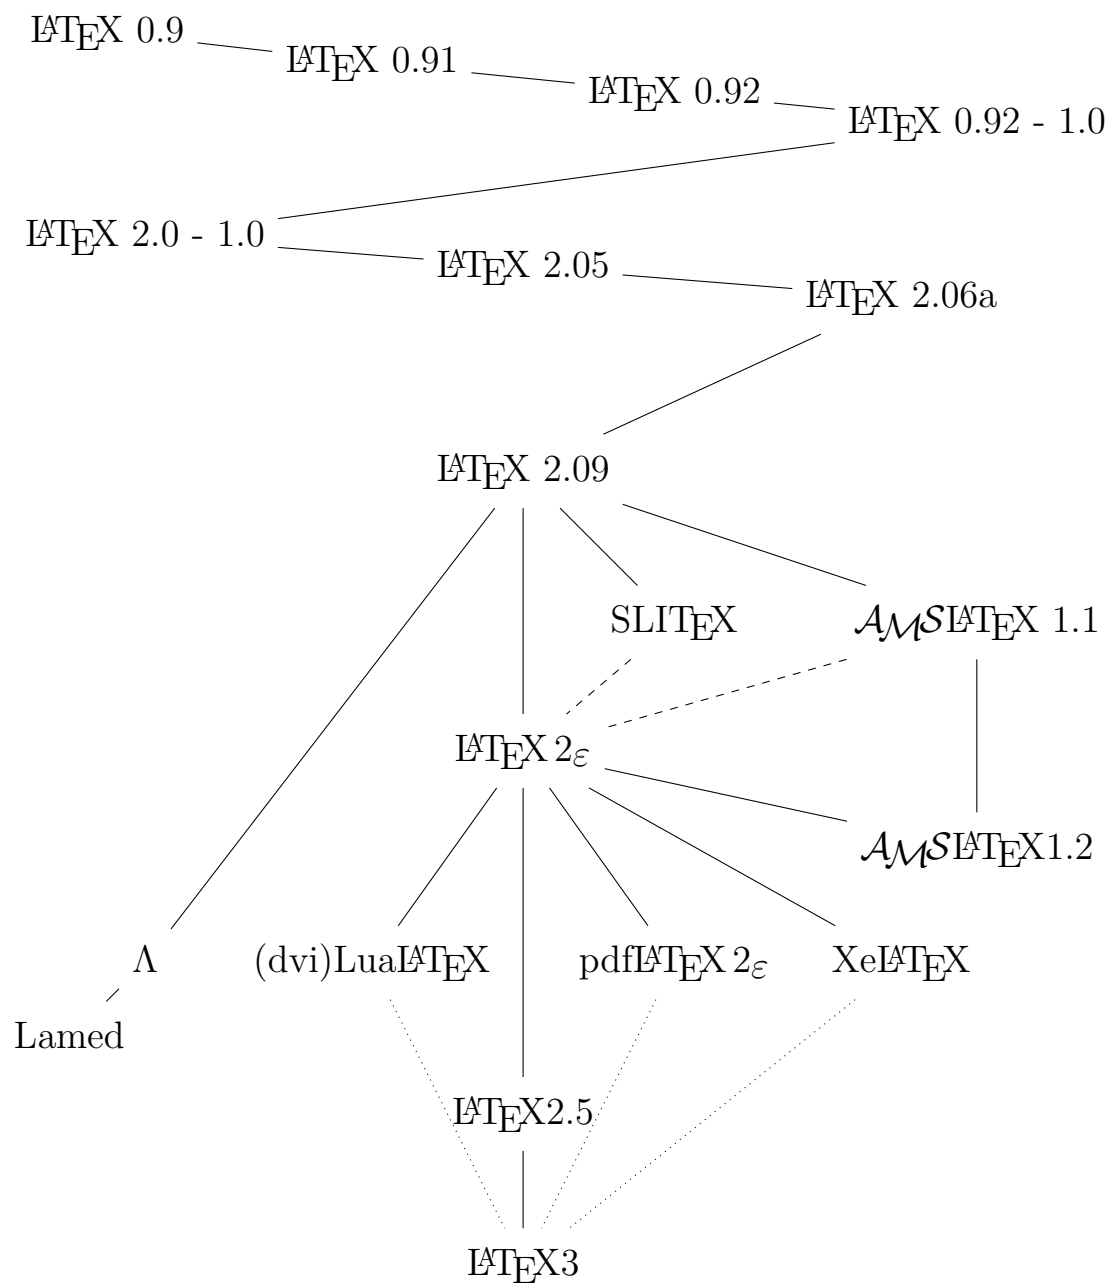 LATEX 0.9
LATEX 0.91
LATEX 0.92
LATEX 0.92 - 1.0
LATEX 2.0 - 1.0
LATEX 2.05
LATEX 2.06a
LATEX 2.09
SLITEX
AMSLATEX 1.1
LATEX 2ε
AMSLATEX1.2
Λ
(dvi)LuaLATEX
pdfLATEX 2ε
XeLATEX
Lamed
LATEX2.5
LATEX3